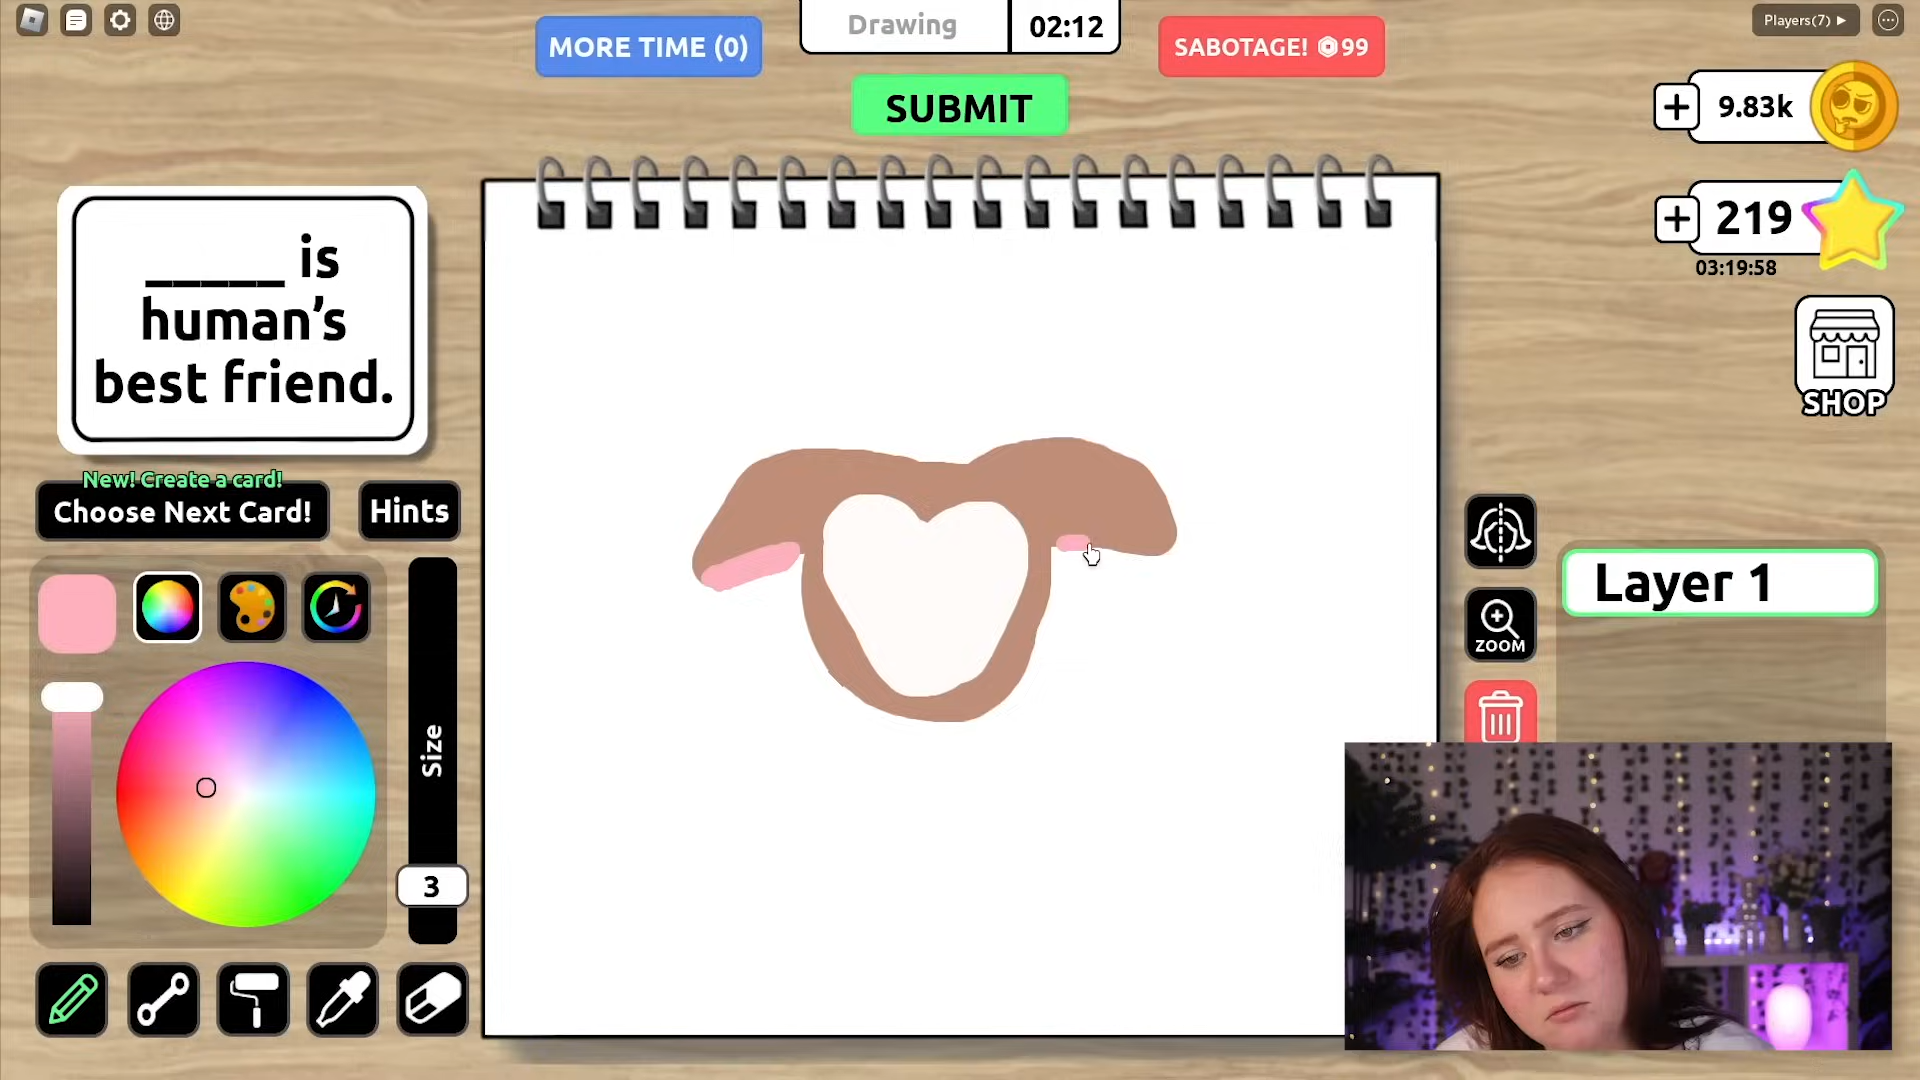 Players(7)
MORE TIME (0)
Drawing
02:12
SABOTAGE! 99
SUBMIT
9.83k
219
03:19:58
SHOP
_____ is
human's
best friend.
New! Create a card!
Choose Next Card!
Hints
Size
3
ZOOM
Layer 1